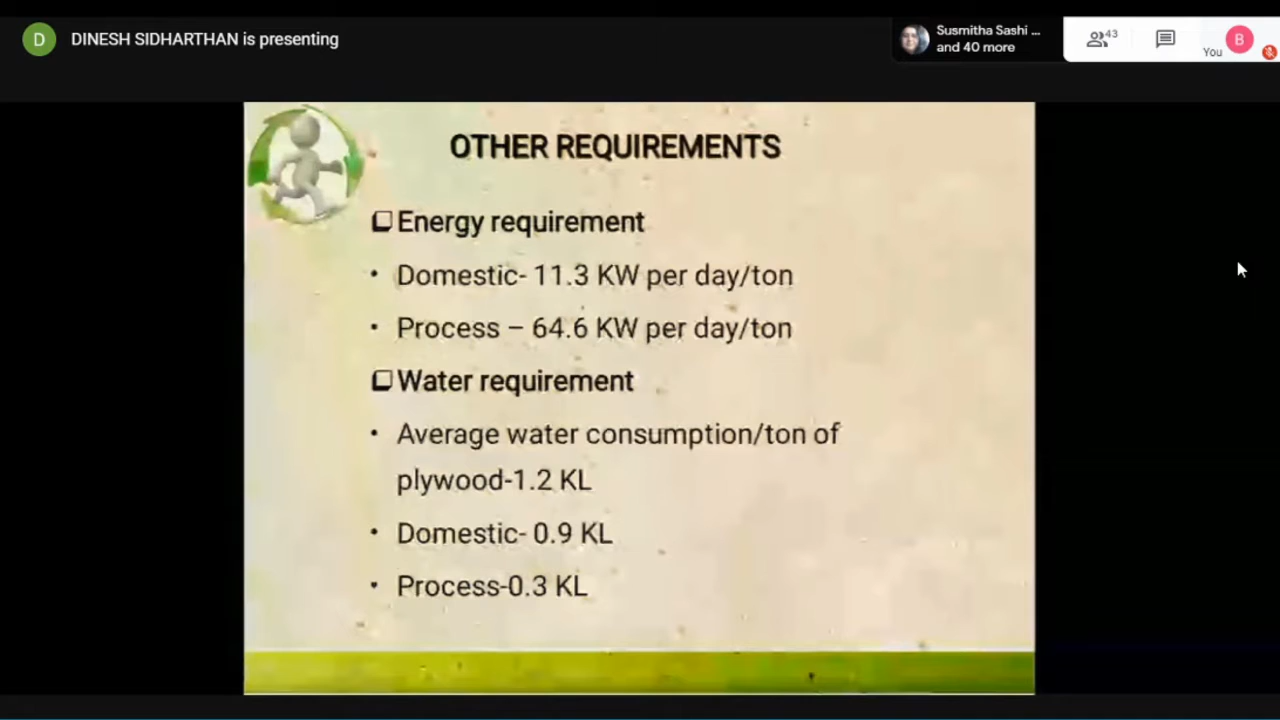 D
DINESH SIDHARTHAN is presenting
Susmitha Sashi ...
and 40 more
43
You
B
OTHER REQUIREMENTS
❑Energy requirement
• Domestic- 11.3 KW per day/ton
• Process – 64.6 KW per day/ton
❑Water requirement
• Average water consumption/ton of
plywood-1.2 KL
• Domestic- 0.9 KL
• Process-0.3 KL